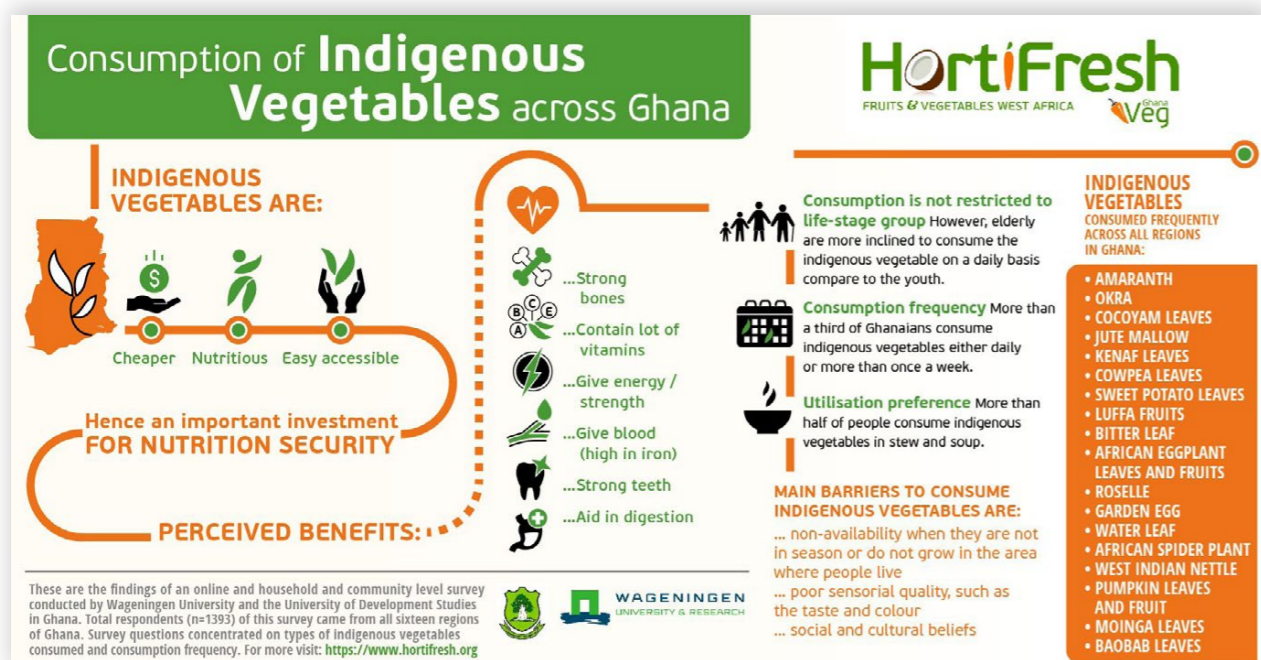 Consumption of Indigenous
Vegetables across Ghana
HortiFresh
FRUITS & VEGETABLES WEST AFRICA
Ghana
Veg
INDIGENOUS
VEGETABLES ARE:
$
Cheaper
Nutritious
Easy accessible
Hence an important investment
FOR NUTRITION SECURITY
PERCEIVED BENEFITS:
...Strong
bones
B C E
A
...Contain lot of
vitamins
...Give energy /
strength
...Give blood
(high in iron)
...Strong teeth
...Aid in digestion
Consumption is not restricted to
life-stage group However, elderly
are more inclined to consume the
indigenous vegetable on a daily basis
compare to the youth.
Consumption frequency More than
a third of Ghanaians consume
indigenous vegetables either daily
or more than once a week.
Utilisation preference More than
half of people consume indigenous
vegetables in stew and soup.
MAIN BARRIERS TO CONSUME
INDIGENOUS VEGETABLES ARE:
... non-availability when they are not
in season or do not grow in the area
where people live
... poor sensorial quality, such as
the taste and colour
... social and cultural beliefs
INDIGENOUS
VEGETABLES
CONSUMED FREQUENTLY
ACROSS ALL REGIONS
IN GHANA:
• AMARANTH
• OKRA
• COCOYAM LEAVES
• JUTE MALLOW
• KENAF LEAVES
• COWPEA LEAVES
• SWEET POTATO LEAVES
• LUFFA FRUITS
• BITTER LEAF
• AFRICAN EGGPLANT
LEAVES AND FRUITS
• ROSELLE
• GARDEN EGG
• WATER LEAF
• AFRICAN SPIDER PLANT
• WEST INDIAN NETTLE
• PUMPKIN LEAVES
AND FRUIT
• MOINGA LEAVES
• BAOBAB LEAVES
These are the findings of an online and household and community level survey
conducted by Wageningen University and the University of Development Studies
in Ghana. Total respondents (n=1393) of this survey came from all sixteen regions
of Ghana. Survey questions concentrated on types of indigenous vegetables
consumed and consumption frequency. For more visit: https://www.hortifresh.org
WAGENINGEN
UNIVERSITY & RESEARCH